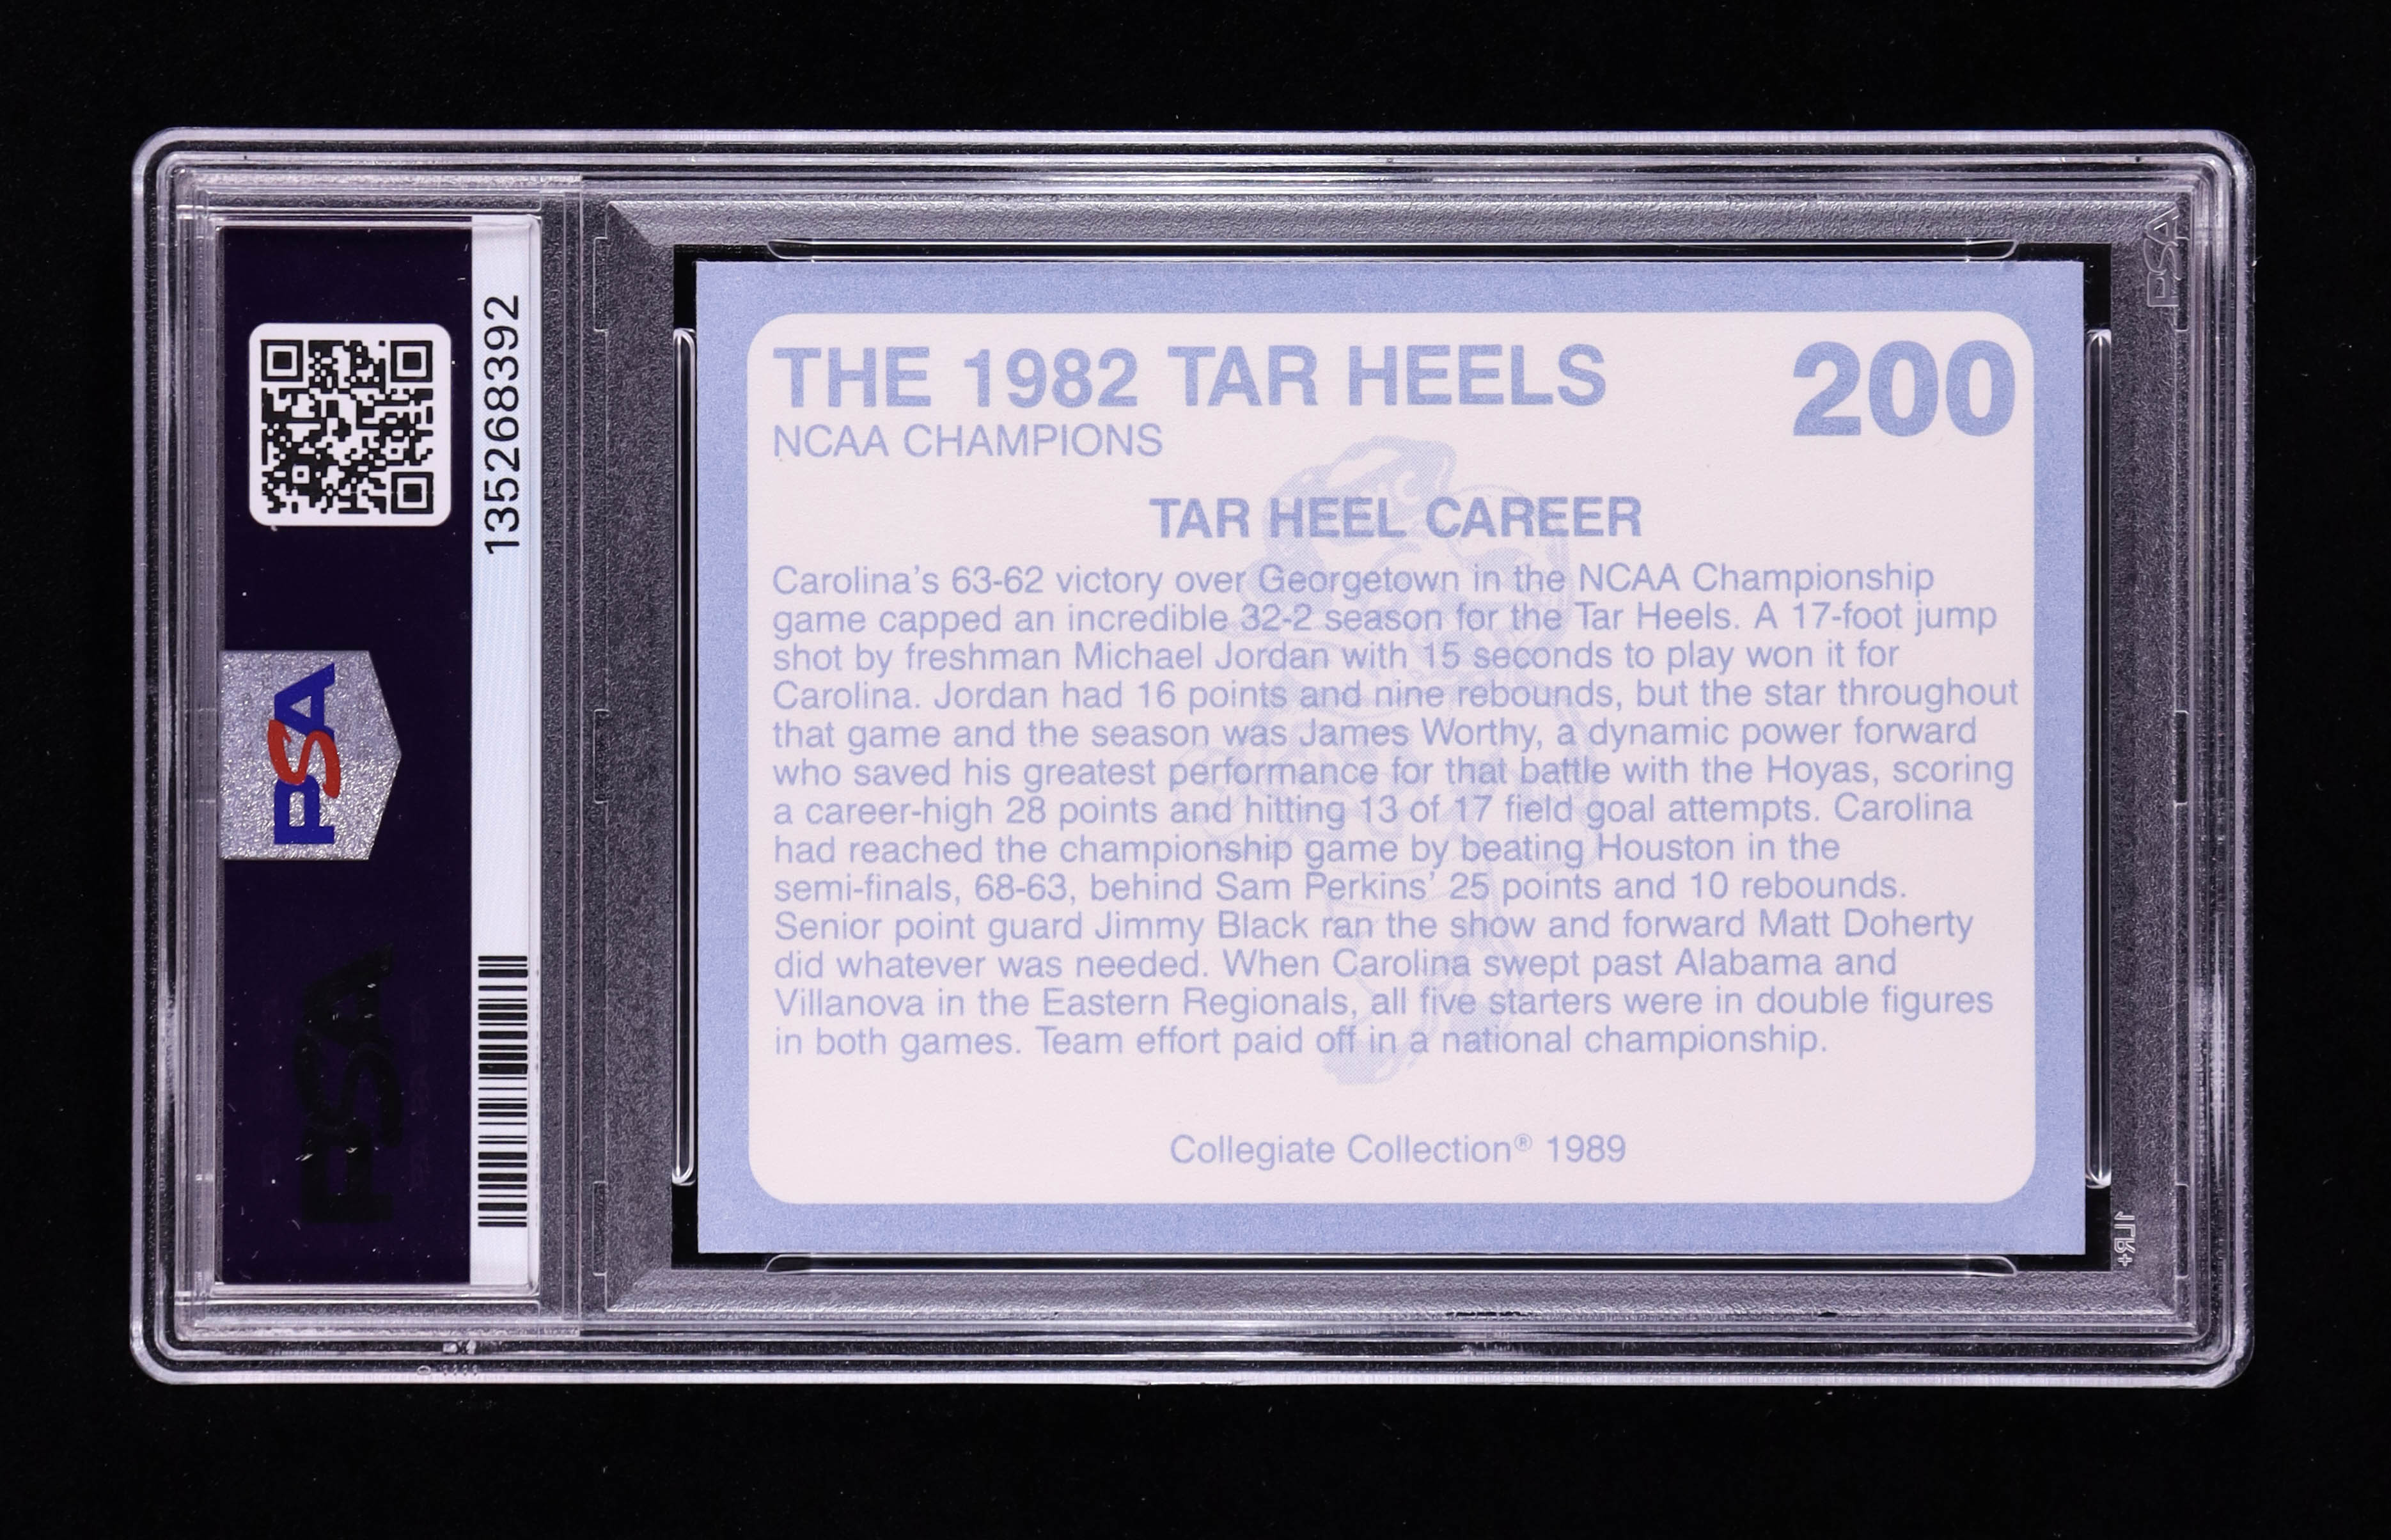 135268392
PSA
PSA
THE 1982 TAR HEELS
200
NCAA CHAMPIONS
TAR HEEL CAREER
Carolina's 63-62 victory over Georgetown in the NCAA Championship
game capped an incredible 32-2 season for the Tar Heels. A 17-foot jump
shot by freshman Michael Jordan with 15 seconds to play won it for
Carolina. Jordan had 16 points and nine rebounds, but the star throughout
that game and the season was James Worthy, a dynamic power forward
who saved his greatest performance for that battle with the Hoyas, scoring
a career-high 28 points and hitting 13 of 17 field goal attempts. Carolina
had reached the championship game by beating Houston in the
semi-finals, 68-63, behind Sam Perkins' 25 points and 10 rebounds.
Senior point guard Jimmy Black ran the show and forward Matt Doherty
did whatever was needed. When Carolina swept past Alabama and
Villanova in the Eastern Regionals, all five starters were in double figures
in both games. Team effort paid off in a national championship.
Collegiate Collection® 1989
PSA
1LR+